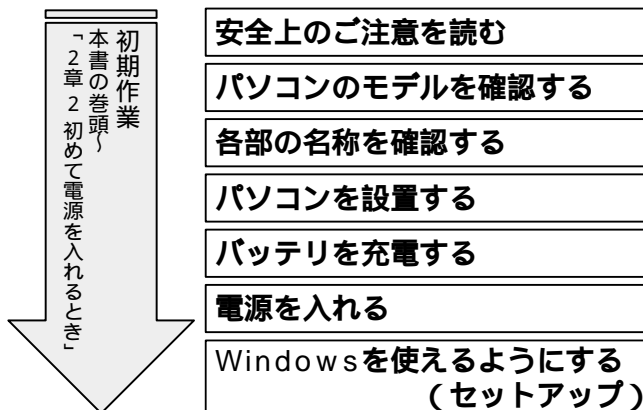 初期作業
本書の巻頭~
「2章 2 初めて電源を入れるとき」
安全上のご注意を読む
パソコンのモデルを確認する
各部の名称を確認する
パソコンを設置する
バッテリを充電する
電源を入れる
Windowsを使えるようにする
(セットアップ)